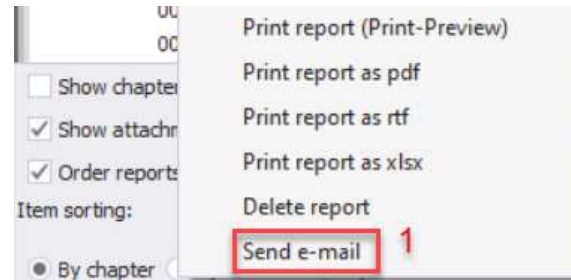 00
00
Print report (Print-Preview)
Print report as pdf
Show chapter
Print report as rtf
Show attachm
Print report as xlsx
Order reports
Item sorting:
Delete report
Send e-mail 1
By chapter